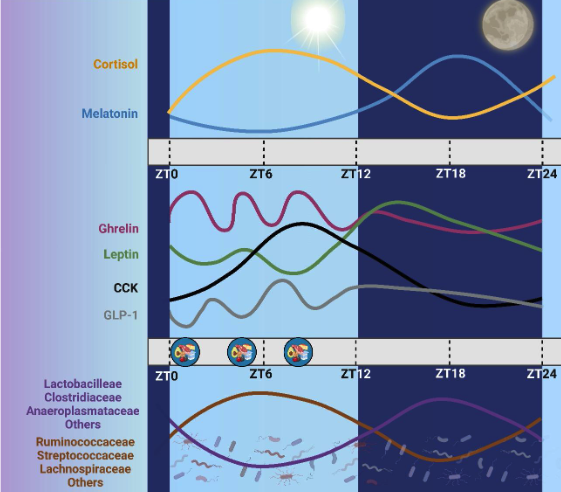 Cortisol
Melatonin
ZT0 ZT6 ZT12 ZT18 ZT24
Ghrelin
Leptin
CCK
GLP-1
ZT0 ZT6 ZT12 ZT18 ZT24
Lactobacilleae
Clostridiaceae
Anaeroplasmataceae
Others
Ruminococcaceae
Streptococcaceae
Lachnospiraceae
Others